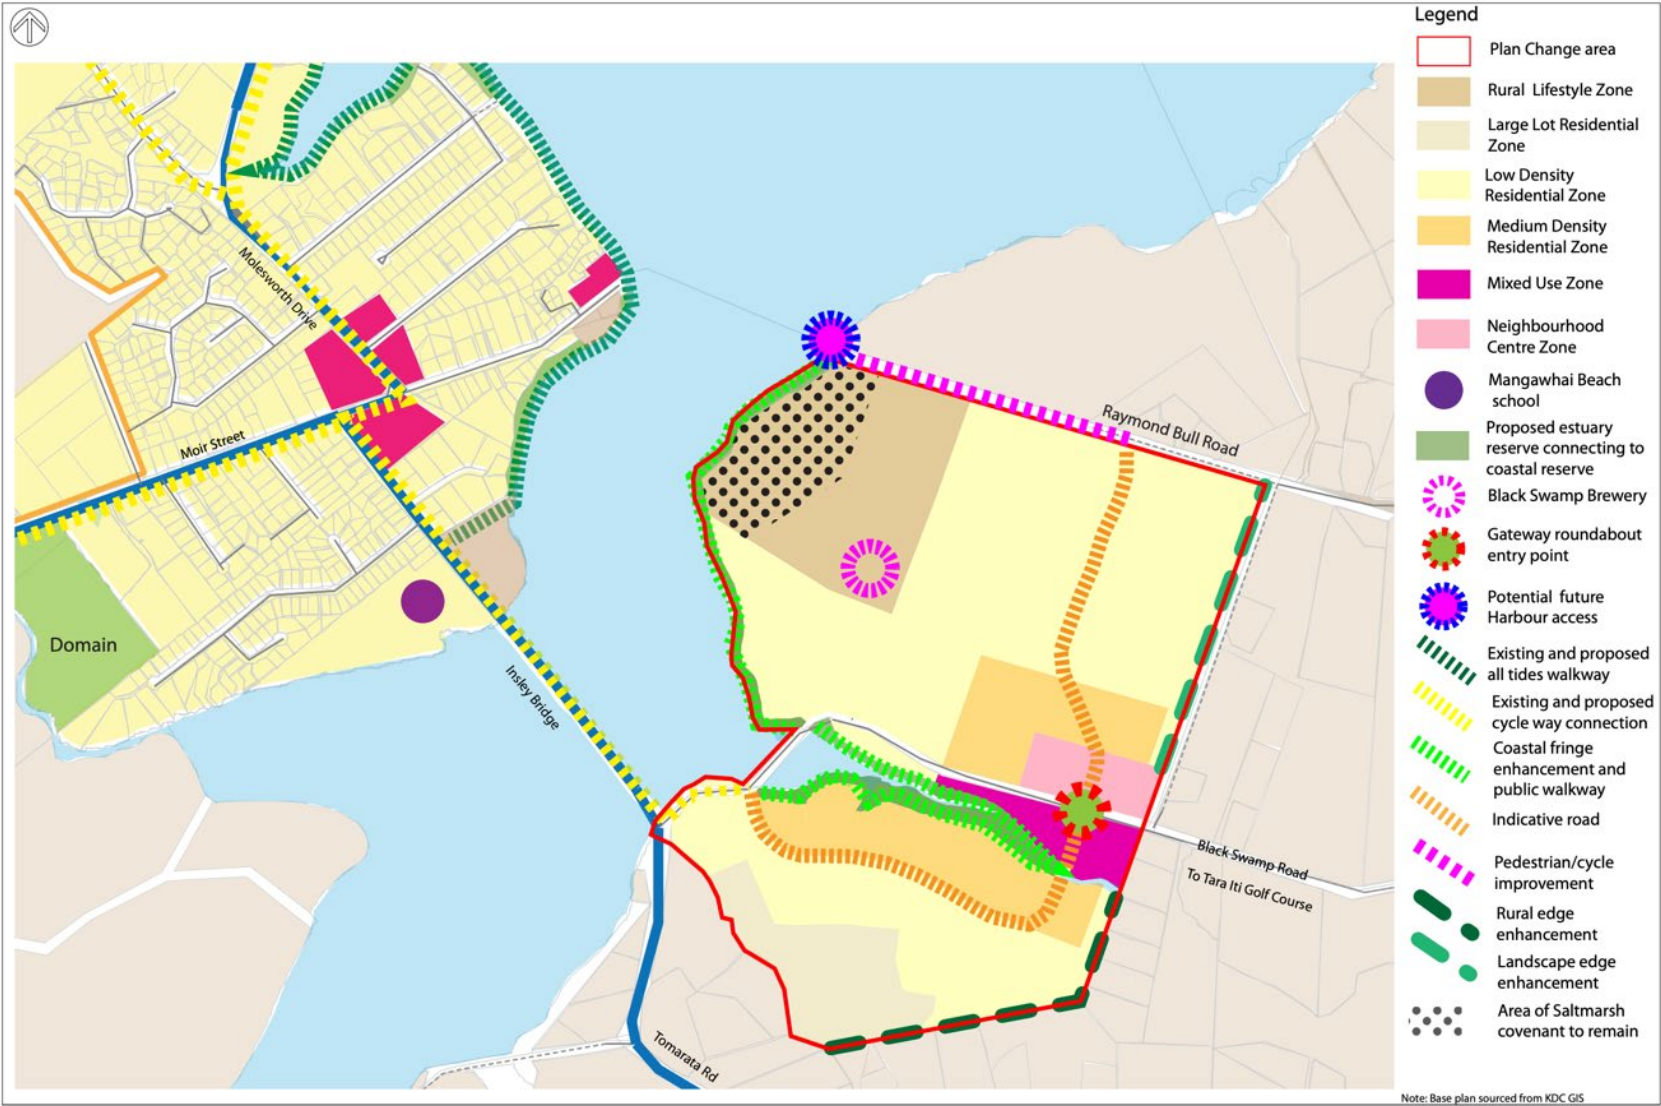 Legend
Plan Change area
Rural Lifestyle Zone
Large Lot Residential
Zone
Low Density
Residential Zone
Medium Density
Residential Zone
Mixed Use Zone
Neighbourhood
Centre Zone
Mangawhai Beach
school
Proposed estuary
reserve connecting to
coastal reserve
Black Swamp Brewery
Gateway roundabout
entry point
Potential future
Harbour access
Existing and proposed
all tides walkway
Existing and proposed
cycle way connection
Coastal fringe
enhancement and
public walkway
Indicative road
Pedestrian/cycle
improvement
Rural edge
enhancement
Landscape edge
enhancement
Area of Saltmarsh
covenant to remain
Note: Base plan sourced from KDC GIS
Molesworth Drive
Moir Street
Domain
Insley Bridge
Raymond Bull Road
Black Swamp Road
To Tara Iti Golf Course
Tomarata Rd